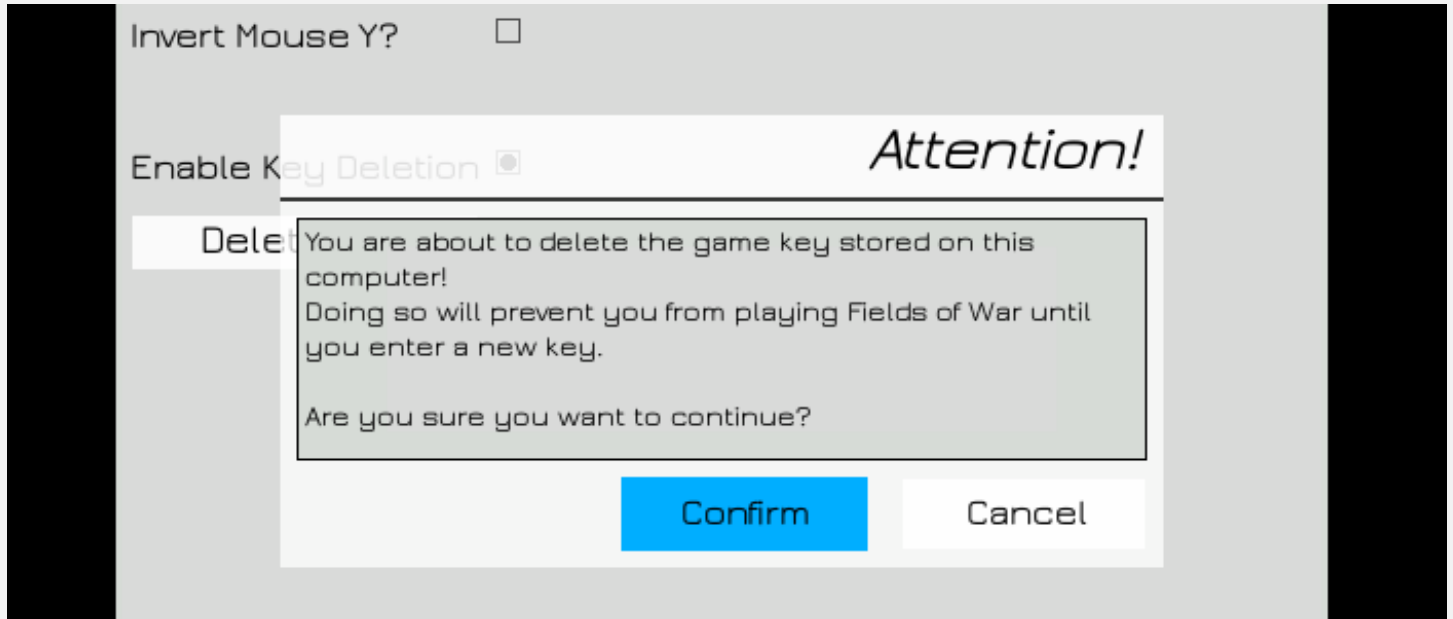 Invert Mouse Y?
Attention!
Enable Key Deletion
Delet
You are about to delete the game key stored on this
computer!
Doing so will prevent you from playing Fields of War until
you enter a new key.
Are you sure you want to continue?
Confirm
Cancel